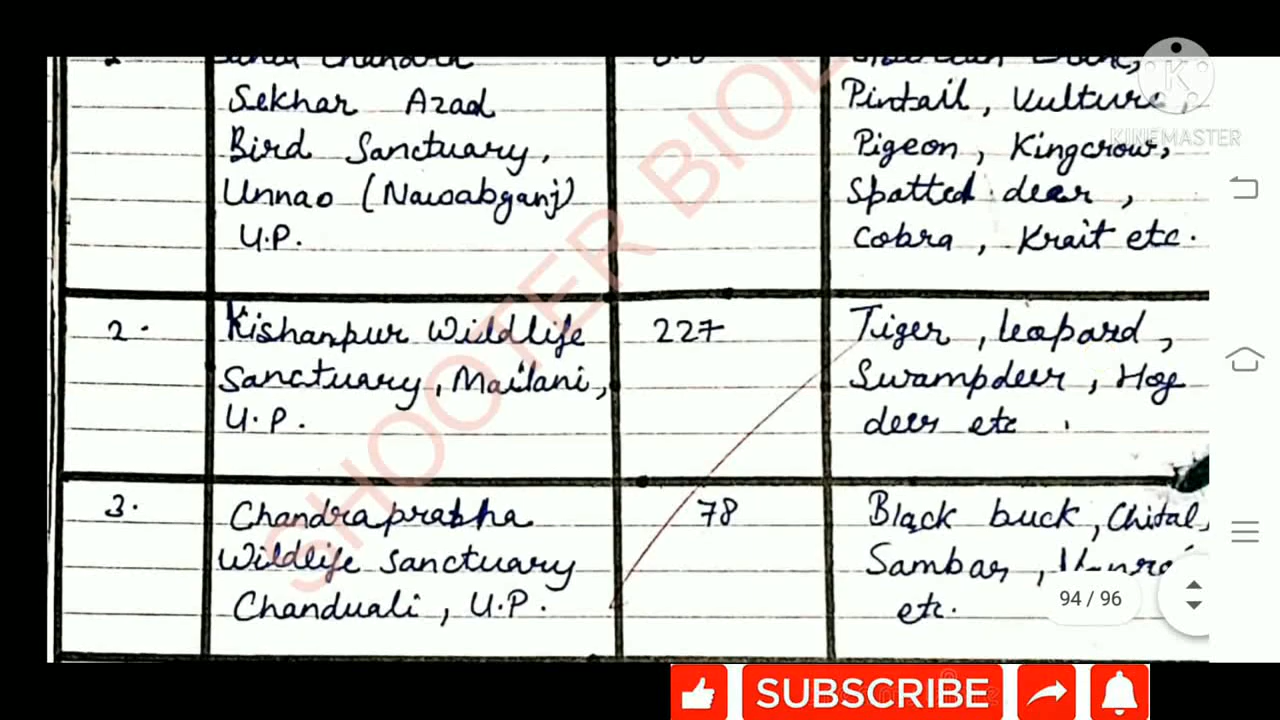 Sekhar Azad
Pintail, Vulture,
Bird Sanctuary,
Pigeon, Kingcrow,
Unnao (Nawabganj)
Spotted deer,
U.P.
Cobra, Krait etc.
2.
Kishanpur Wildlife
227
Tiger, leopard,
Sanctuary, Mailani,
Swampdeer, Hog
U.P.
deer etc.
3.
Chandraprabha
78
Black buck, Chital,
Wildlife Sanctuary
Sambar,
Chanduali, U.P.
etc.
SHOOTER BIOL
KINEMASTER
94 / 96
SUBSCRIBE